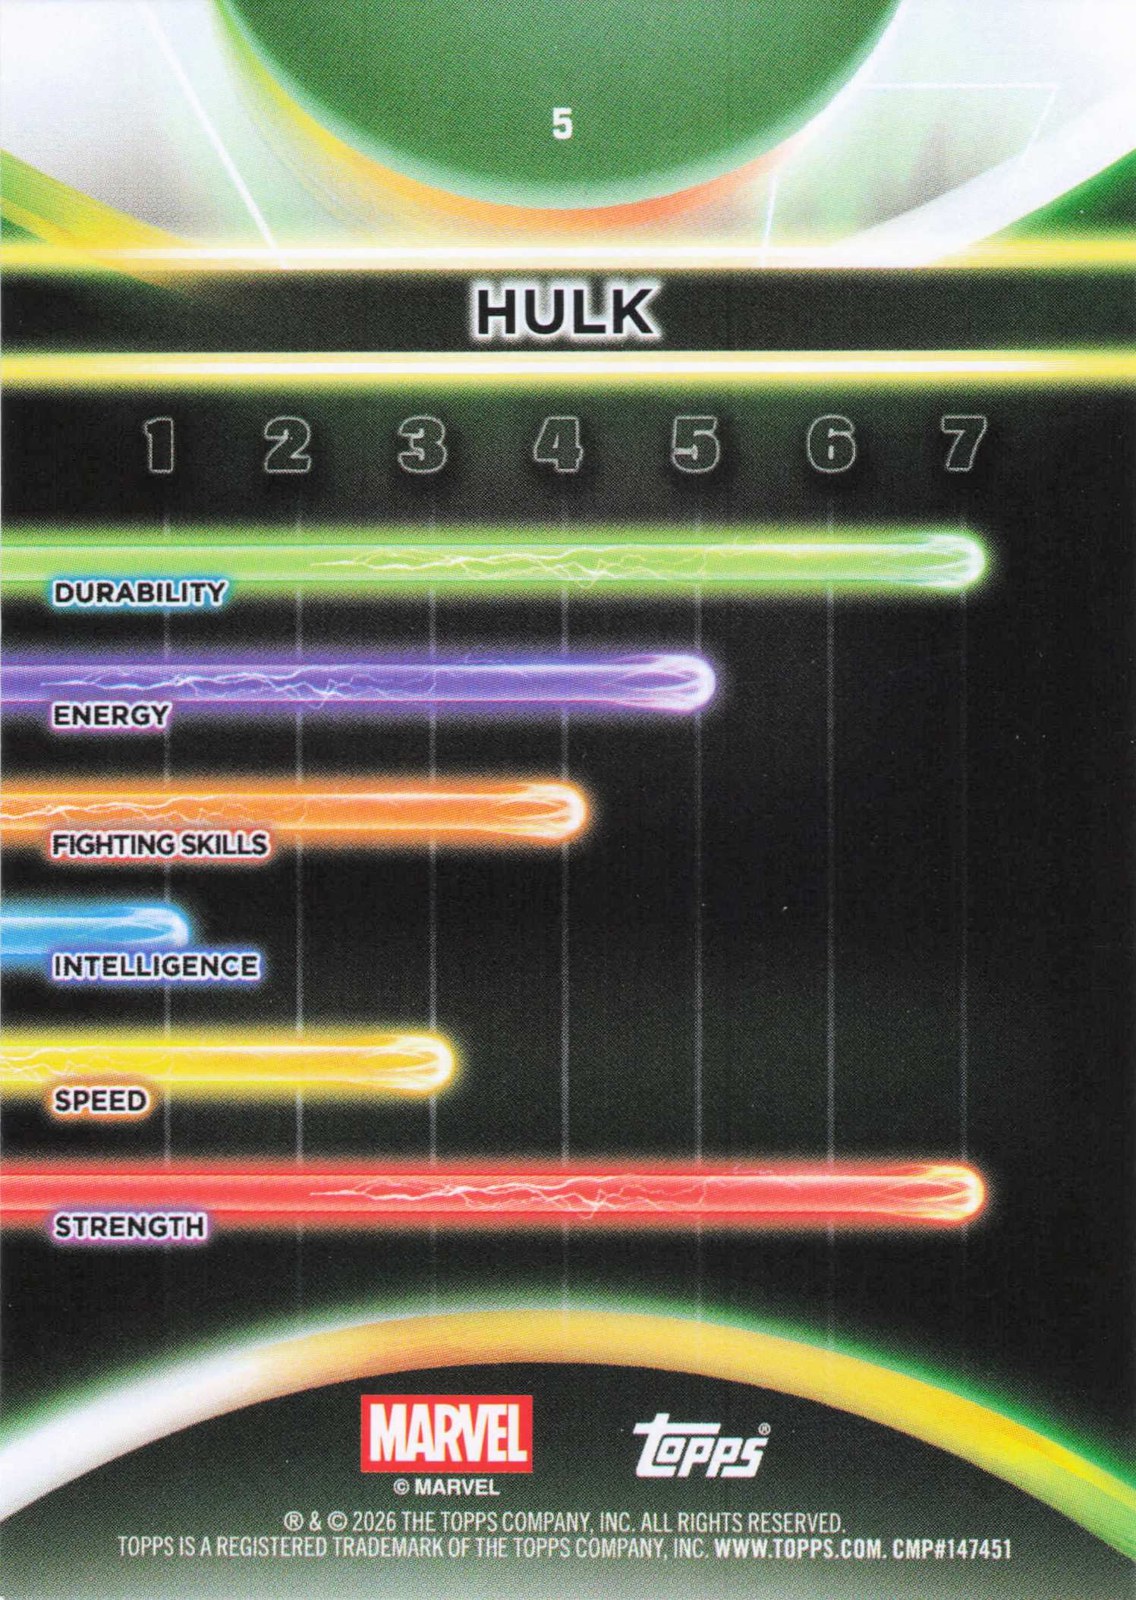 5
HULK
1 2 3 4 5 6 7
DURABILITY
ENERGY
FIGHTING SKILLS
INTELLIGENCE
SPEED
STRENGTH
MARVEL topps®
© MARVEL
® & © 2026 THE TOPPS COMPANY, INC. ALL RIGHTS RESERVED.
TOPPS IS A REGISTERED TRADEMARK OF THE TOPPS COMPANY, INC. WWW.TOPPS.COM. CMP#147451